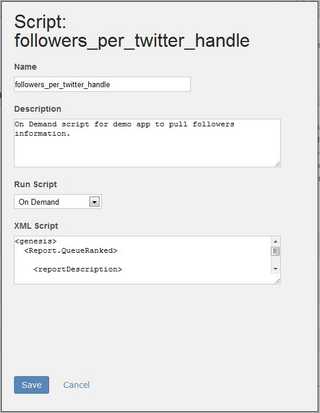 Script:
followers_per_twitter_handle
Name
followers_per_twitter_handle
Description
On Demand script for demo app to pull followers
information.
Run Script
On Demand
XML Script
<genesis>
<Report.QueueRanked>
<reportDescription>
Save Cancel